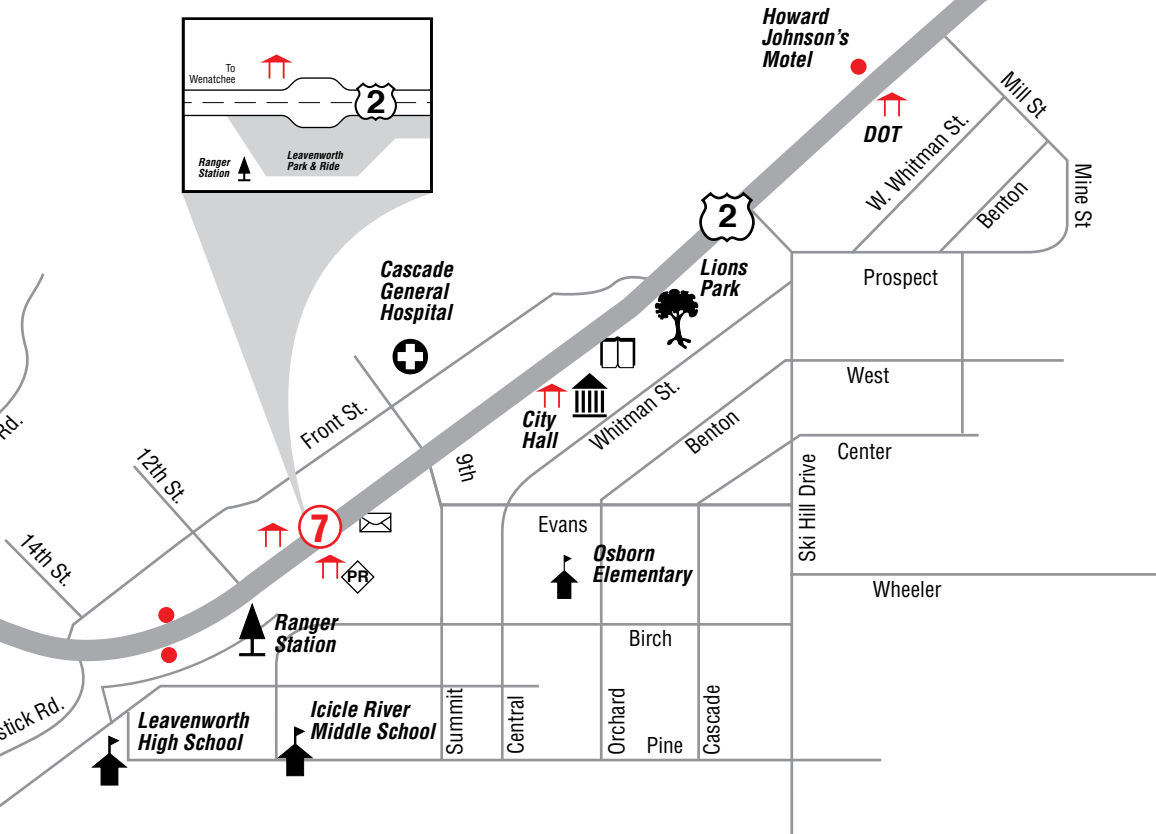 Howard
Johnson's
Motel
To
Wenatchee
2
Ranger
Station
Leavenworth
Park & Ride
DOT
Mill St
W. Whitman St.
Benton
Mine St
2
Lions
Park
Prospect
Cascade
General
Hospital
West
City
Hall
Whitman St.
Benton
Front St.
9th
Center
Ski Hill Drive
Rd.
12th St.
14th St.
7
PR
Evans
Osborn
Elementary
Wheeler
Ranger
Station
Birch
stick Rd.
Leavenworth
High School
Icicle River
Middle School
Summit
Central
Orchard
Pine
Cascade